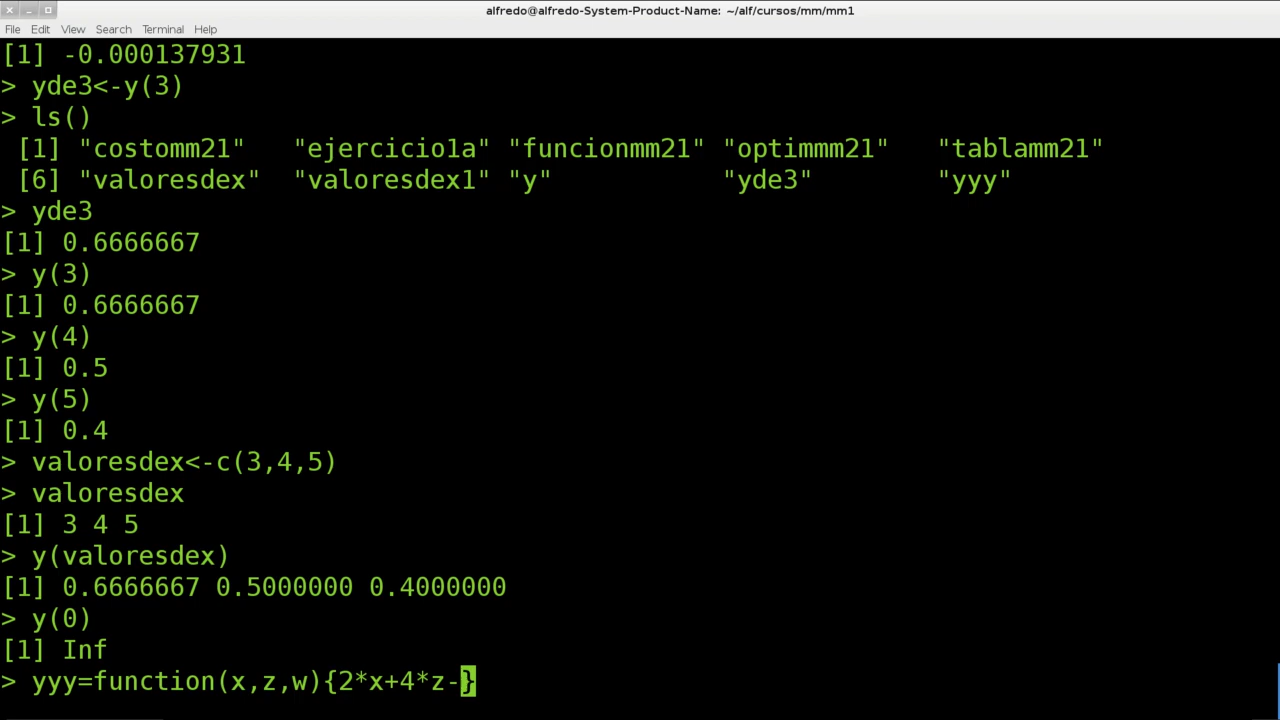 alfredo@alfredo-System-Product-Name: ~/alf/cursos/mm/mm1
File Edit View Search Terminal Help
[1] -0.000137931
> yde3<-y(3)
> ls()
[1] "costomm21" "ejercicio1a" "funcionmm21" "optimmm21" "tablamm21"
[6] "valoresdex" "valoresdex1" "y" "yde3" "yyy"
> yde3
[1] 0.6666667
> y(3)
[1] 0.6666667
> y(4)
[1] 0.5
> y(5)
[1] 0.4
> valoresdex<-c(3,4,5)
> valoresdex
[1] 3 4 5
> y(valoresdex)
[1] 0.6666667 0.5000000 0.4000000
> y(0)
[1] Inf
> yyy=function(x,z,w){2*x+4*z-}